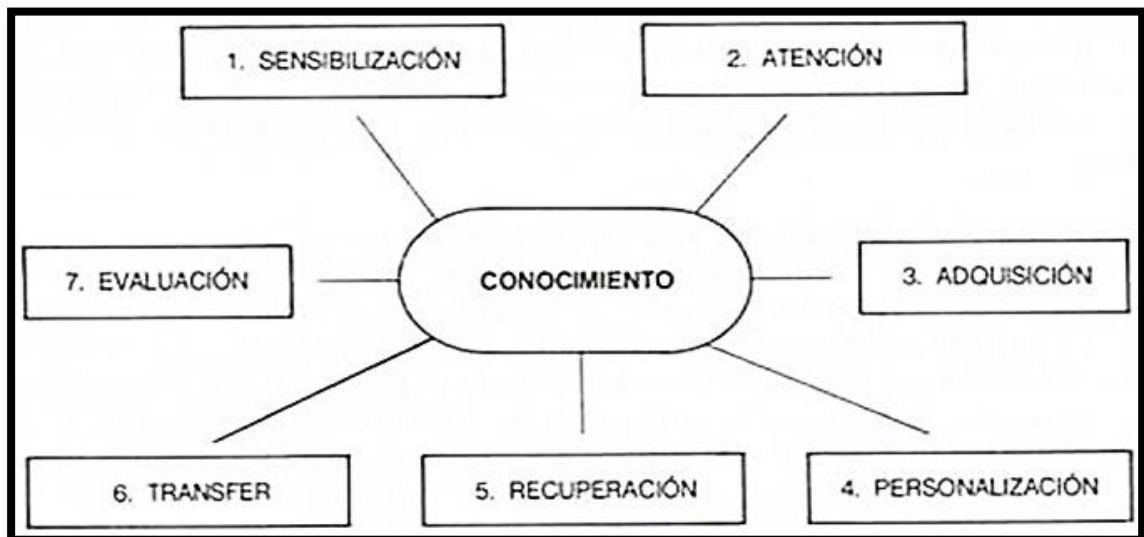 1. SENSIBILIZACIÓN
2. ATENCIÓN
7. EVALUACIÓN
CONOCIMIENTO
3. ADQUISICIÓN
6. TRANSFER
5. RECUPERACIÓN
4. PERSONALIZACIÓN